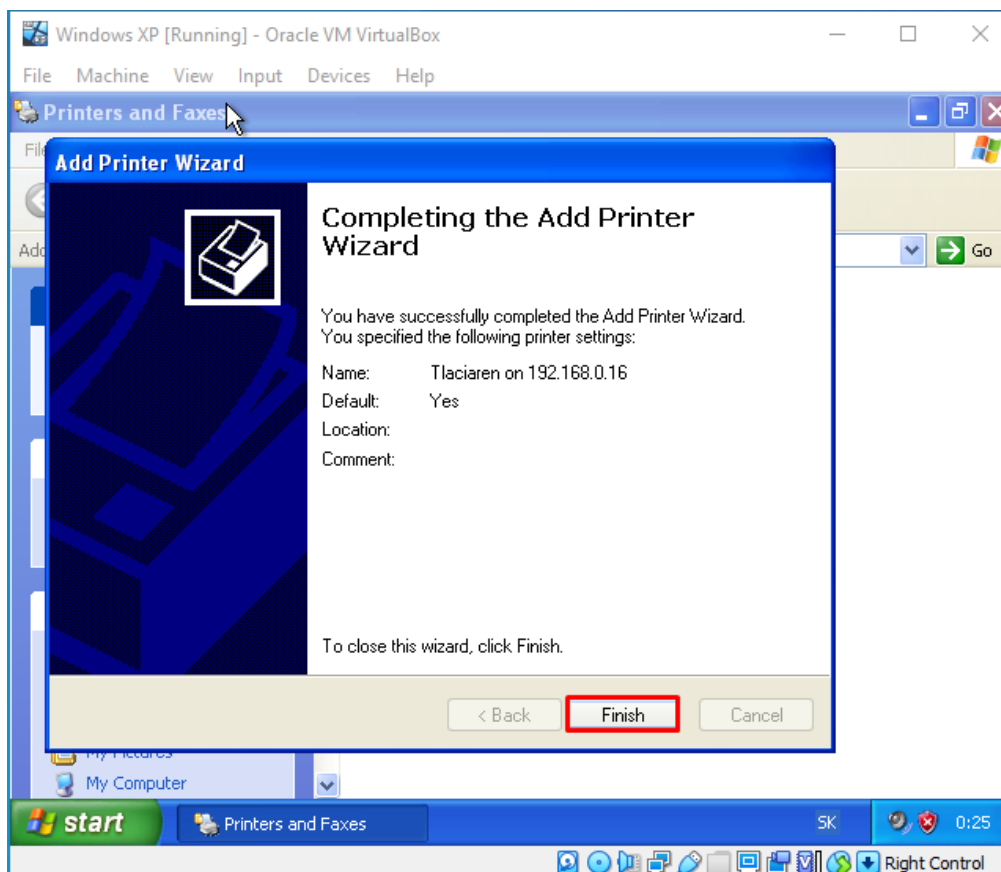 Windows XP [Running] - Oracle VM VirtualBox
File Machine View Input Devices Help
Printers and Faxes
Add Printer Wizard
Completing the Add Printer
Wizard
Go
You have successfully completed the Add Printer Wizard.
You specified the following printer settings:
Name: Tlaciaren on 192.168.0.16
Default: Yes
Location:
Comment:
To close this wizard, click Finish.
< Back Finish Cancel
My Pictures
My Computer
start Printers and Faxes SK 0:25
Right Control